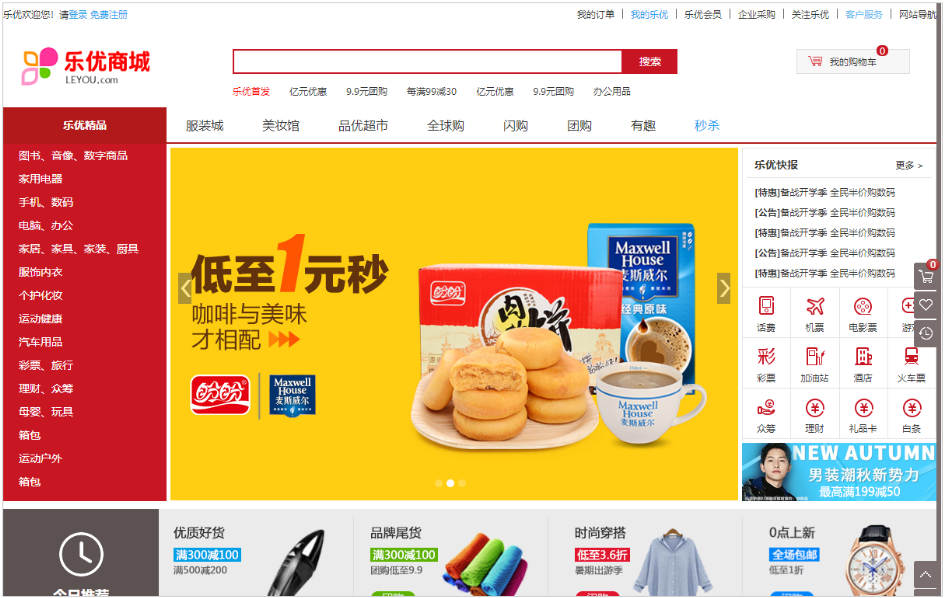 乐优欢迎您! 请登录 免费注册
我的订单 | 我的乐优 | 乐优会员 | 企业采购 | 关注乐优 | 客户服务 | 网站导航
乐优商城
LEYOU.com
搜索
0
我的购物车
乐优首发 亿元优惠 9.9元团购 每满99减30 亿元优惠 9.9元团购 办公用品
乐优精品
服装城 美妆馆 品优超市 全球购 闪购 团购 有趣 秒杀
图书、音像、数字商品
家用电器
手机、数码
电脑、办公
家居、家具、家装、厨具
服饰内衣
个护化妆
运动健康
汽车用品
彩票、旅行
理财、众筹
母婴、玩具
箱包
运动户外
箱包
低至1元秒
咖啡与美味
才相配
盼盼
Maxwell House
麦斯威尔
盼盼
Maxwell
House
麦斯威尔
经典原味
Maxwell
House
麦斯威尔
乐优快报 更多 >
[特惠]备战开学季 全民半价购数码
[公告]备战开学季 全民半价购数码
[特惠]备战开学季 全民半价购数码
[公告]备战开学季 全民半价购数码
[特惠]备战开学季 全民半价购数码
0
话费 机票 电影票 游
彩票 加油站 酒店 火车票
众筹 理财 礼品卡 白条
NEW AUTUMN
男装潮秋新势力
最高满199减50
今日推荐
优质好货
满300减100
满500减200
品牌尾货
满300减100
团购低至9.9
时尚穿搭
低至3.6折
暑期出游季
0点上新
全场包邮
低至1折